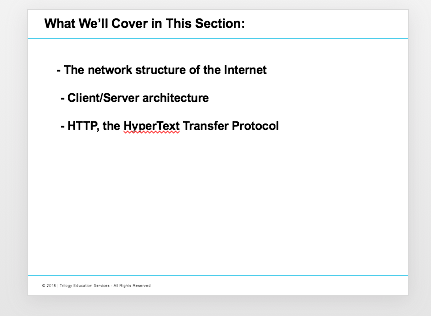 What We'll Cover in This Section:
- The network structure of the Internet
- Client/Server architecture
- HTTP, the HyperText Transfer Protocol
Trilogy Education Services All Rights Reserved